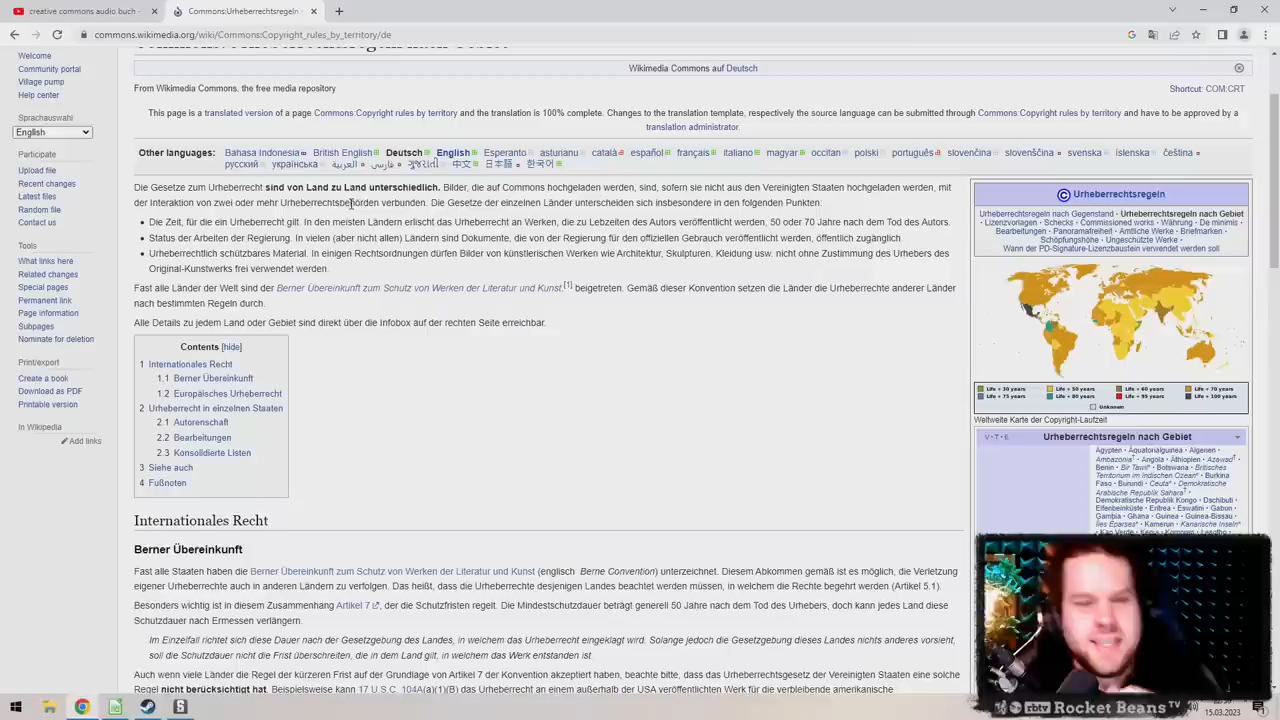 creative commons audio buch -
Commons:Urheberrechtsregeln
commons.wikimedia.org/wiki/Commons:Copyright_rules_by_territory/de
Welcome
Community portal
Village pump
Help center
Sprachauswahl
English
Participate
Upload file
Recent changes
Latest files
Random file
Contact us
Tools
What links here
Related changes
Special pages
Permanent link
Page information
Subpages
Nominate for deletion
Print/export
Create a book
Download as PDF
Printable version
In Wikipedia
Add links
Wikimedia Commons auf Deutsch
From Wikimedia Commons, the free media repository
Shortcut: COM:CRT
This page is a translated version of a page Commons:Copyright rules by territory and the translation is 100% complete. Changes to the translation template, respectively the source language can be submitted through Commons:Copyright rules by territory and have to be approved by a
translation administrator.
Other languages: Bahasa Indonesia British English Deutsch English Esperanto asturianu català español français italiano magyar occitan polski português slovenčina slovenščina svenska íslenska čeština
русский українська العربية فارسی ગુજરાતી 中文 日本語 한국어
Die Gesetze zum Urheberrecht sind von Land zu Land unterschiedlich. Bilder, die auf Commons hochgeladen werden, sind, sofern sie nicht an den Vereinigten Staaten hochgeladen werden, mit
der Interaktion von zwei oder mehr Urheberrechtsbehörden verbunden. Die Gesetze der einzelnen Länder unterscheiden sich insbesondere in den folgenden Punkten:
• Die Zeit, für die ein Urheberrecht gilt. In den meisten Ländern erlischt das Urheberrecht an Werken, die zu Lebzeiten des Autors veröffentlicht werden, 50 oder 70 Jahre nach dem Tod des Autors.
• Status der Arbeiten der Regierung. In vielen (aber nicht allen) Ländern sind Dokumente, die von der Regierung für den offiziellen Gebrauch veröffentlicht werden, öffentlich zugänglich.
• Urheberrechtlich schützbares Material. In einigen Rechtsordnungen dürfen Bilder von künstlerischen Werken wie Architektur, Skulpturen, Kleidung usw. nicht ohne Zustimmung des Urhebers des
Original-Kunstwerks frei verwendet werden.
Fast alle Länder der Welt sind der Berner Übereinkunft zum Schutz von Werken der Literatur und Kunst,[1] beigetreten. Gemäß dieser Konvention setzen die Länder die Urheberrechte anderer Länder
nach bestimmten Regeln durch.
Alle Details zu jedem Land oder Gebiet sind direkt über die Infobox auf der rechten Seite erreichbar.
Contents [hide]
1 Internationales Recht
1.1 Berner Übereinkunft
1.2 Europäisches Urheberrecht
2 Urheberrecht in einzelnen Staaten
2.1 Autorenschaft
2.2 Bearbeitungen
2.3 Konsolidierte Listen
3 Siehe auch
4 Fußnoten
Internationales Recht
Berner Übereinkunft
Fast alle Staaten haben die Berner Übereinkunft zum Schutz von Werken der Literatur und Kunst (englisch Berne Convention) unterzeichnet. Diesem Abkommen gemäß ist es möglich, die Verletzung
eigener Urheberrechte auch in anderen Ländern zu verfolgen. Das heißt, dass die Urheberrechte desjenigen Landes beachtet werden müssen, in welchem die Rechte begehrt werden (Artikel 5.1).
Besonders wichtig ist in diesem Zusammenhang Artikel 7, der die Schutzfristen regelt. Die Mindestschutzdauer beträgt generell 50 Jahre nach dem Tod des Urhebers, doch kann jedes Land diese
Schutzdauer nach Ermessen verlängern.
Im Einzelfall richtet sich diese Dauer nach der Gesetzgebung des Landes, in welchem das Urheberrecht eingeklagt wird. Solange jedoch die Gesetzgebung dieses Landes nichts anderes vorsieht,
soll die Schutzdauer nicht die Frist überschreiten, die in dem Land gilt, in welchem das Werk entstanden ist.
Auch wenn viele Länder die Regel der kürzeren Frist auf der Grundlage von Artikel 7 der Konvention akzeptiert haben, beachte bitte, dass das Urheberrechtsgesetz der Vereinigten Staaten eine solche
Regel nicht berücksichtigt hat. Beispielsweise kann 17 U.S.C. 104A(a)(1)(B) das Urheberrecht an einem außerhalb der USA veröffentlichten Werk für die verbleibende amerikanische
Urheberrechtsregeln
Urheberrechtsregeln nach Gegenstand · Urheberrechtsregeln nach Gebiet
· Lizenzvorlagen · Schecks · Commissioned works · Währung · De minimis ·
Bearbeitungen · Panoramafreiheit · Amtliche Werke · Briefmarken ·
Schöpfungshöhe · Ungeschützte Werke ·
Wann der PD-Signature-Lizenzbaustein verwendet werden soll
Life + 30 years Life + 50 years Life + 60 years Life + 70 years
Life + 75 years Life + 80 years Life + 95 years Life + 100 years
Unknown
Weltweite Karte der Copyright-Laufzeit
V · T · E
Urheberrechtsregeln nach Gebiet
Ägypten · Äquatorialguinea · Algerien ·
Ambazonia† · Angola · Äthiopien · Azawad†
Benin · Bir Tawil* · Botswana · Britisches
Territorium im Indischen Ozean* · Burkina
Faso · Burundi · Ceuta* · Demokratische
Arabische Republik Sahara† ·
Demokratische Republik Kongo · Dschibuti ·
Elfenbeinküste · Eritrea · Eswatini · Gabun ·
Gambia · Ghana · Guinea · Guinea-Bissau ·
Îles Éparses* · Kamerun · Kanarische Inseln*
rbtv ROCKET BEANS TV
15.03.2023